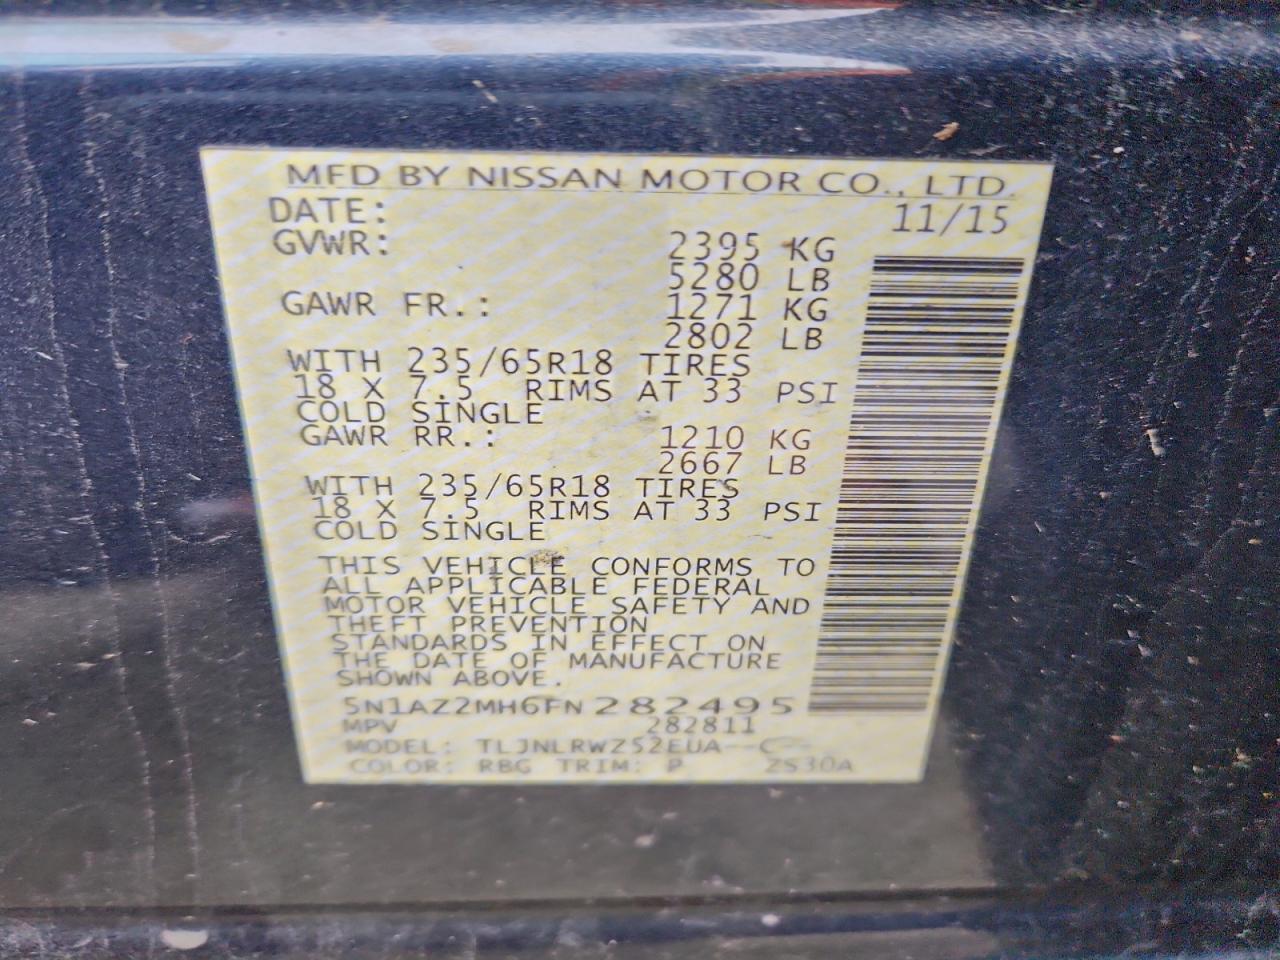 MFD BY NISSAN MOTOR CO., LTD.
DATE: 11/15
GVWR: 2395 KG
5280 LB
GAWR FR.: 1271 KG
2802 LB
WITH 235/65R18 TIRES
18 X 7.5 RIMS AT 33 PSI
COLD SINGLE
GAWR RR.: 1210 KG
2667 LB
WITH 235/65R18 TIRES
18 X 7.5 RIMS AT 33 PSI
COLD SINGLE
THIS VEHICLE CONFORMS TO
ALL APPLICABLE FEDERAL
MOTOR VEHICLE SAFETY AND
THEFT PREVENTION
STANDARDS IN EFFECT ON
THE DATE OF MANUFACTURE
SHOWN ABOVE.
5N1AZ2MH6FN282495
MPV 282811
MODEL: TLJNLRWZ52EUA--C--
COLOR: RBG TRIM: P ZS30A